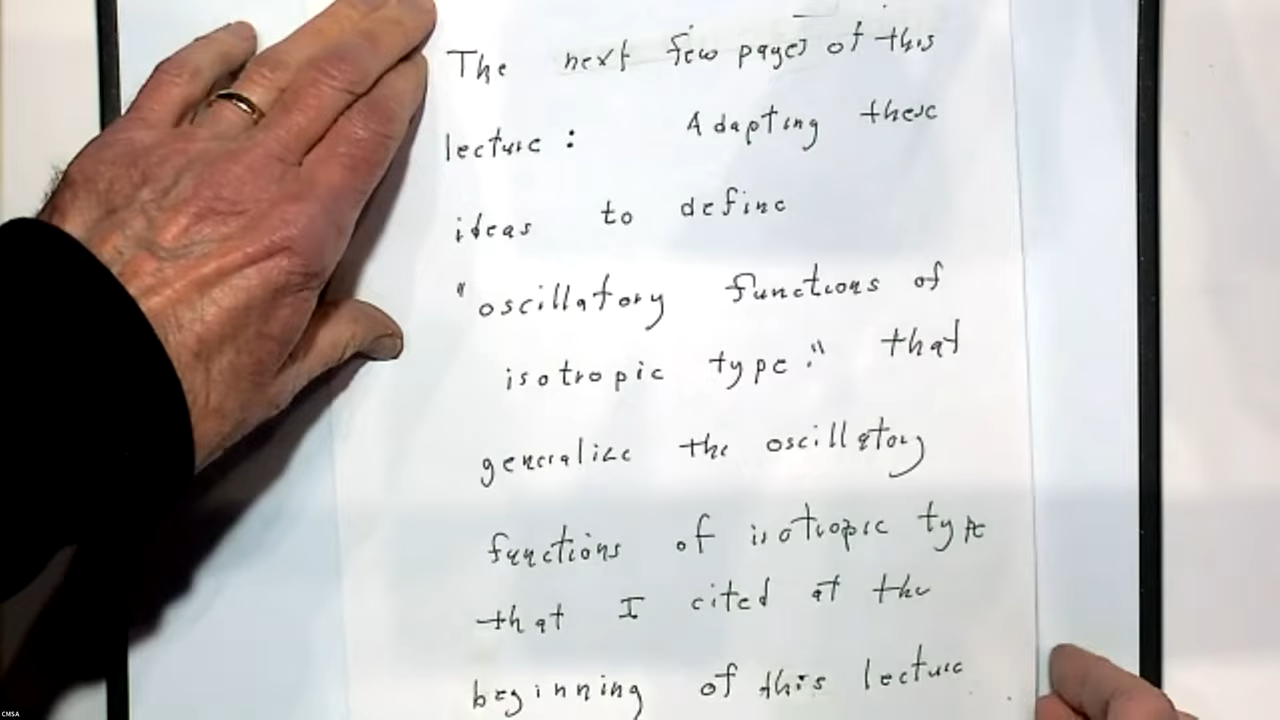 The next few pages of this
lecture : Adapting these
ideas to define
"oscillatory functions of
isotropic type." that
generalize the oscillatory
functions of isotropic type
that I cited at the
beginning of this lecture
CMSA